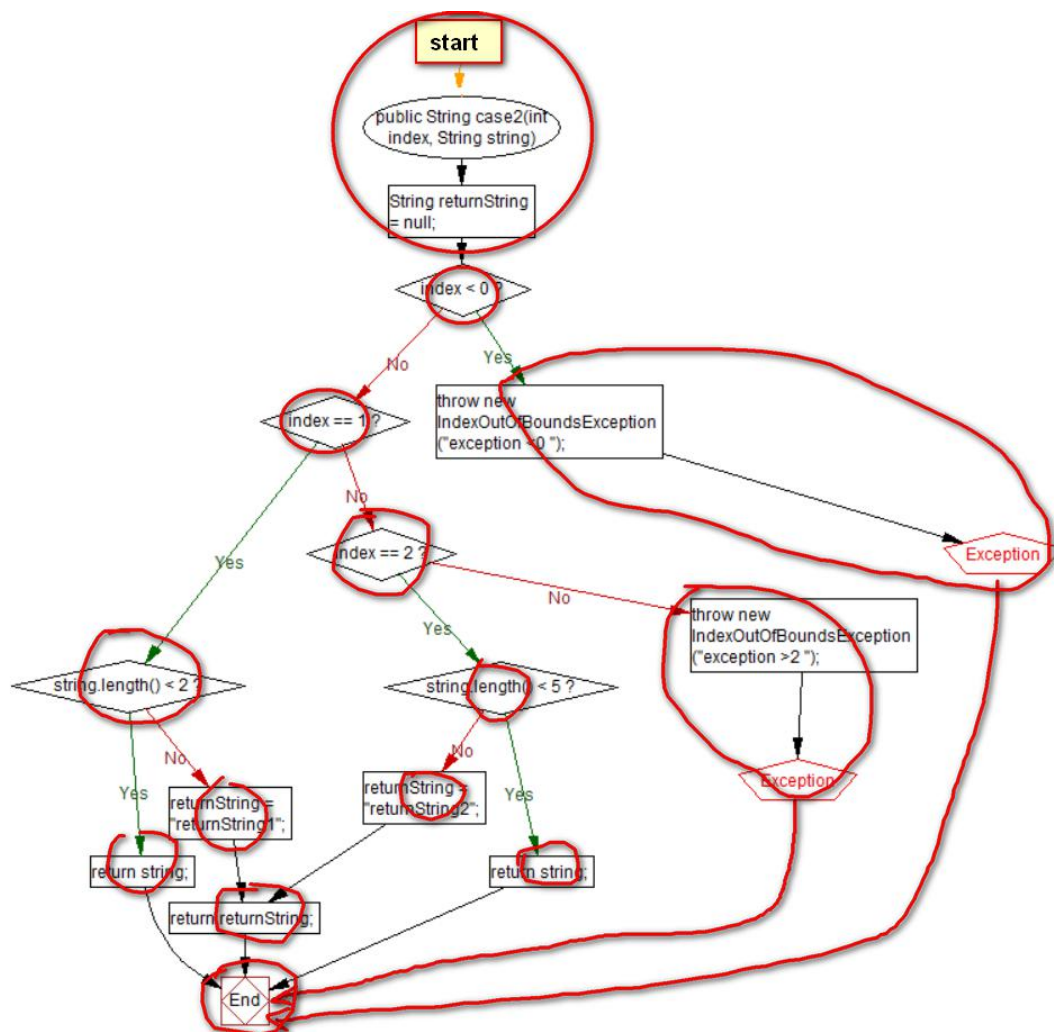 start
public String case2(int
index, String string)
String returnString
= null;
index < 0 ?
No
Yes
index == 1 ?
throw new
IndexOutOfBoundsException
("exception <0 ");
No
Yes
index == 2 ?
Exception
No
Yes
throw new
IndexOutOfBoundsException
("exception >2 ");
string.length() < 2 ?
string.length() < 5 ?
No
No
Yes
Yes
Exception
returnString =
"returnString1";
returnString =
"returnString2";
return string;
return string;
return returnString;
End